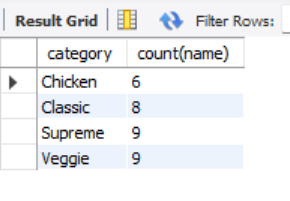 Result Grid Filter Rows:
category count(name)
Chicken 6
Classic 8
Supreme 9
Veggie 9